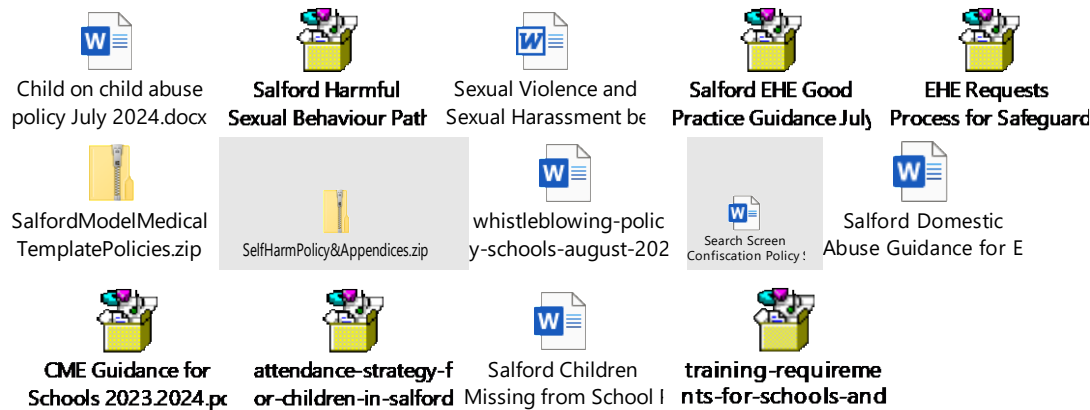 Child on child abuse
policy July 2024.docx
Salford Harmful
Sexual Behaviour Path
Sexual Violence and
Sexual Harassment be
Salford EHE Good
Practice Guidance July
EHE Requests
Process for Safeguard
SalfordModelMedical
TemplatePolicies.zip
SelfHarmPolicy&Appendices.zip
whistleblowing-polic
y-schools-august-202
Search Screen
Confiscation Policy S
Salford Domestic
Abuse Guidance for E
CME Guidance for
Schools 2023.2024.pd
attendance-strategy-f
or-children-in-salford
Salford Children
Missing from School P
training-requireme
nts-for-schools-and